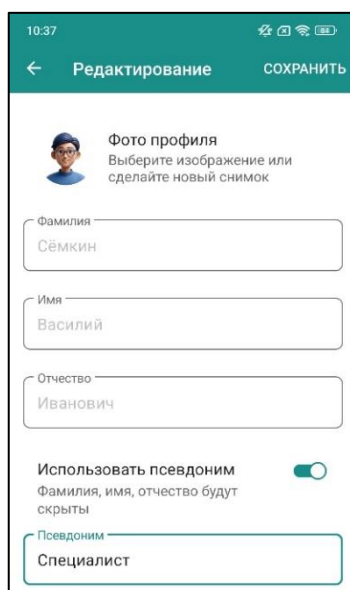 10:37
84
Редактирование
СОХРАНИТЬ
Фото профиля
Выберите изображение или
сделайте новый снимок
Фамилия
Сёмкин
Имя
Василий
Отчество
Иванович
Использовать псевдоним
Фамилия, имя, отчество будут
скрыты
Псевдоним
Специалист